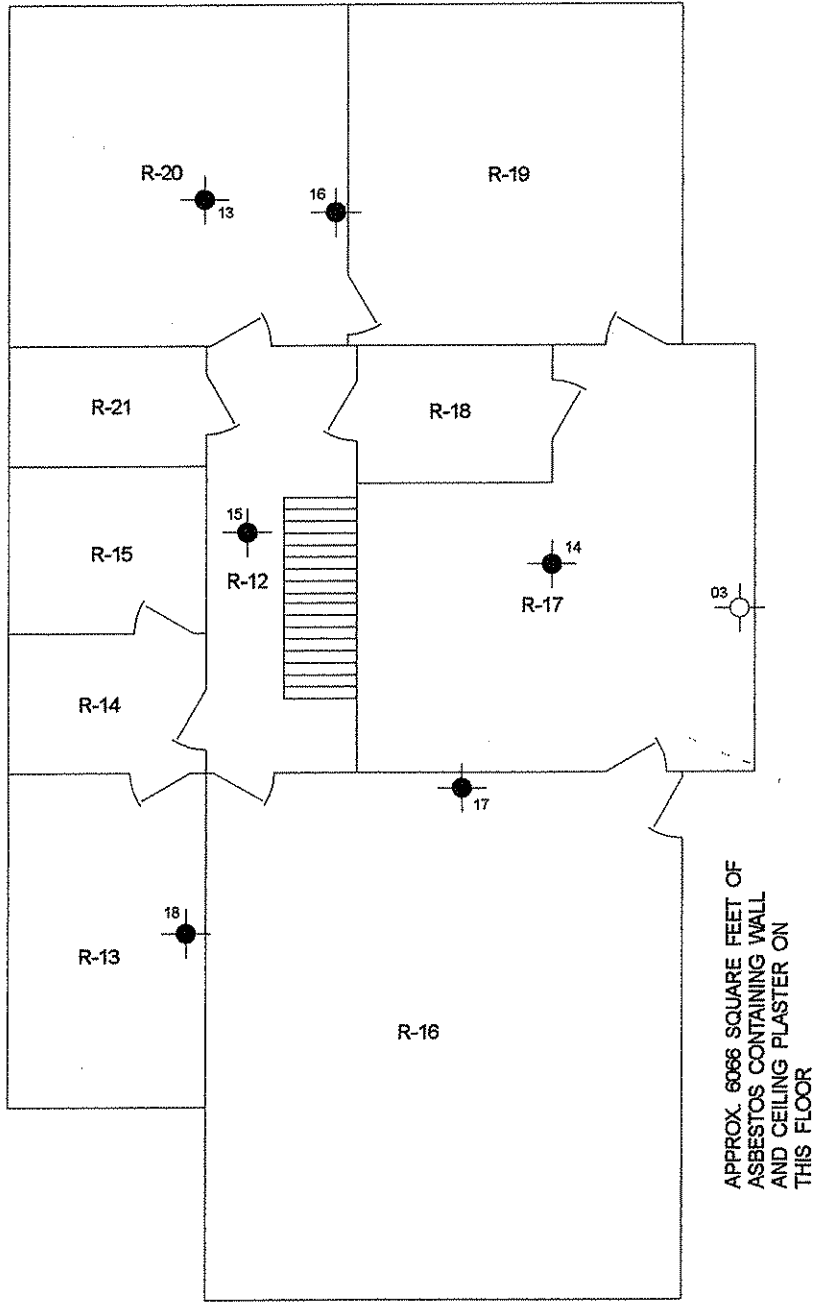 R-20
13
16
R-19
R-21
R-18
R-15
15
R-12
14
R-17
03
R-14
17
18
R-13
R-16
APPROX. 6066 SQUARE FEET OF
ASBESTOS CONTAINING WALL
AND CEILING PLASTER ON
THIS FLOOR